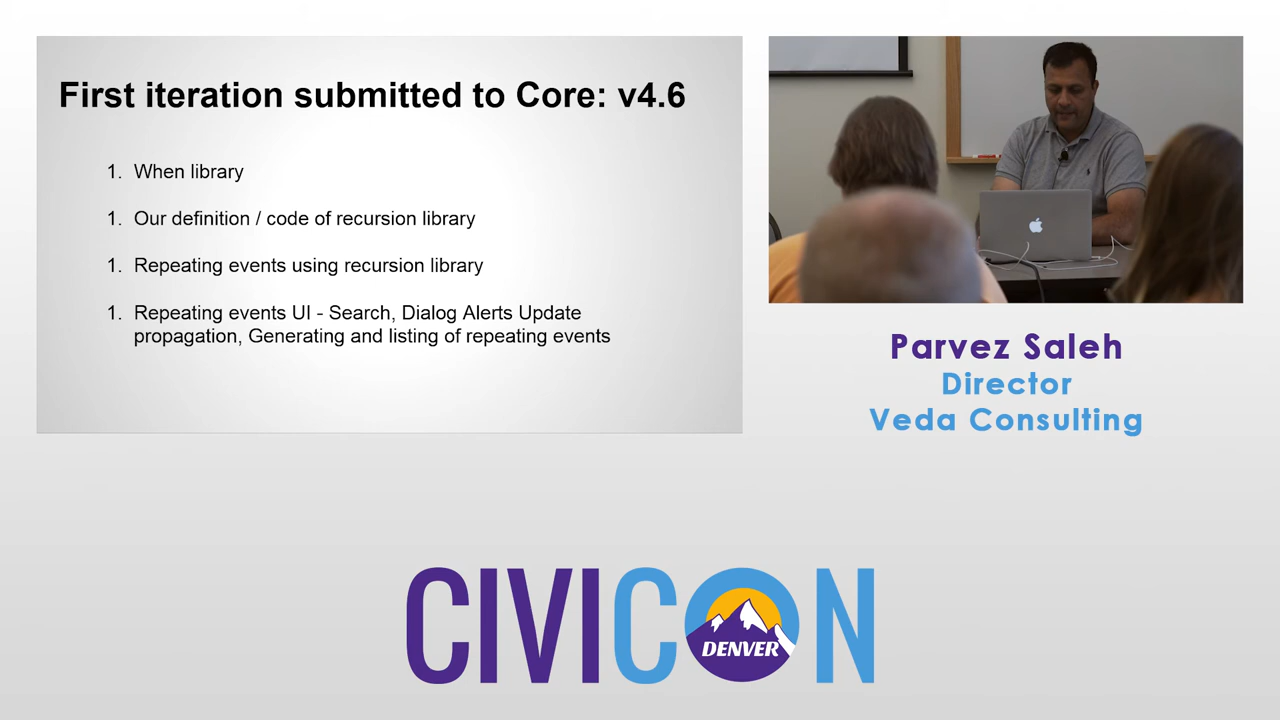 First iteration submitted to Core: v4.6
1. When library
1. Our definition / code of recursion library
1. Repeating events using recursion library
1. Repeating events UI - Search, Dialog Alerts Update
propagation, Generating and listing of repeating events
Parvez Saleh
Director
Veda Consulting
CIVICON
DENVER